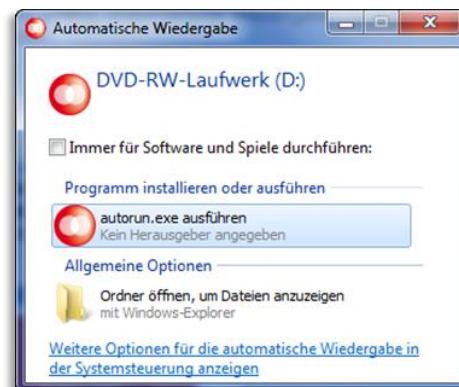 Automatische Wiedergabe
DVD-RW-Laufwerk (D:)
Immer für Software und Spiele durchführen:
Programm installieren oder ausführen
autorun.exe ausführen
Kein Herausgeber angegeben
Allgemeine Optionen
Ordner öffnen, um Dateien anzuzeigen
mit Windows-Explorer
Weitere Optionen für die automatische Wiedergabe in
der Systemsteuerung anzeigen